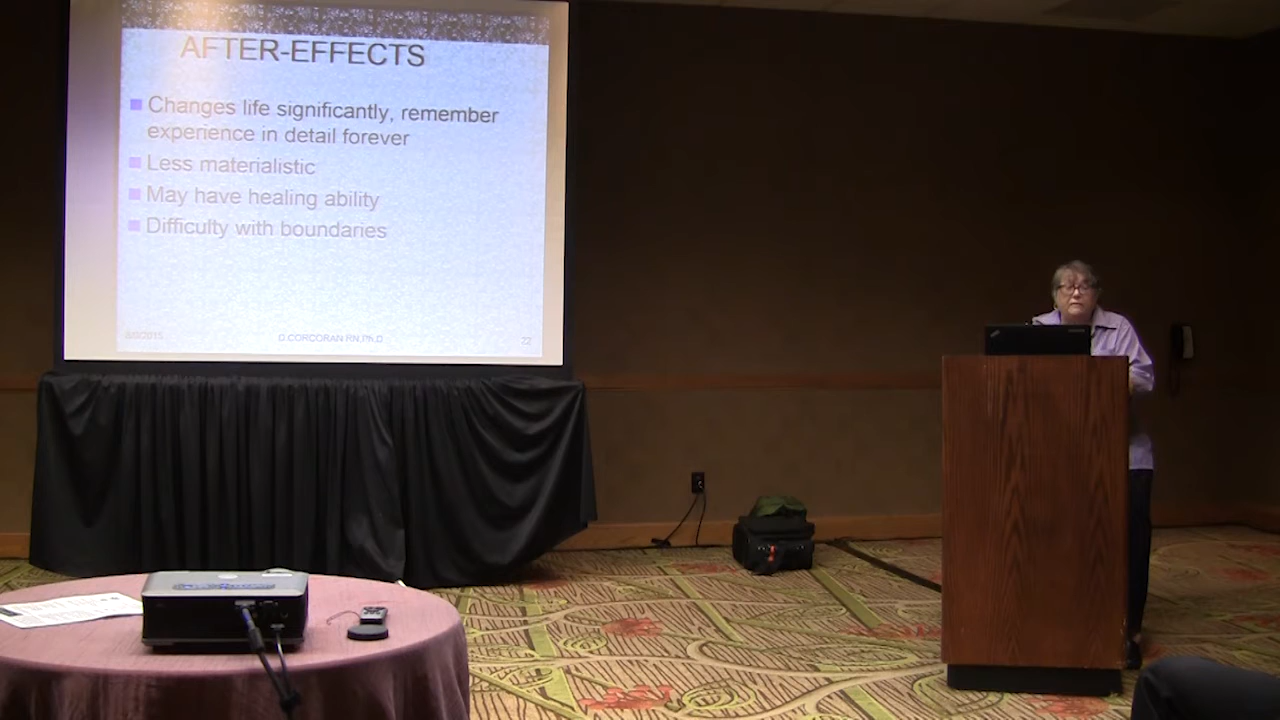 AFTER-EFFECTS
Changes life significantly, remember
experience in detail forever
Less materialistic
May have healing ability
Difficulty with boundaries
D.CORCORAN RN,Ph.D
22